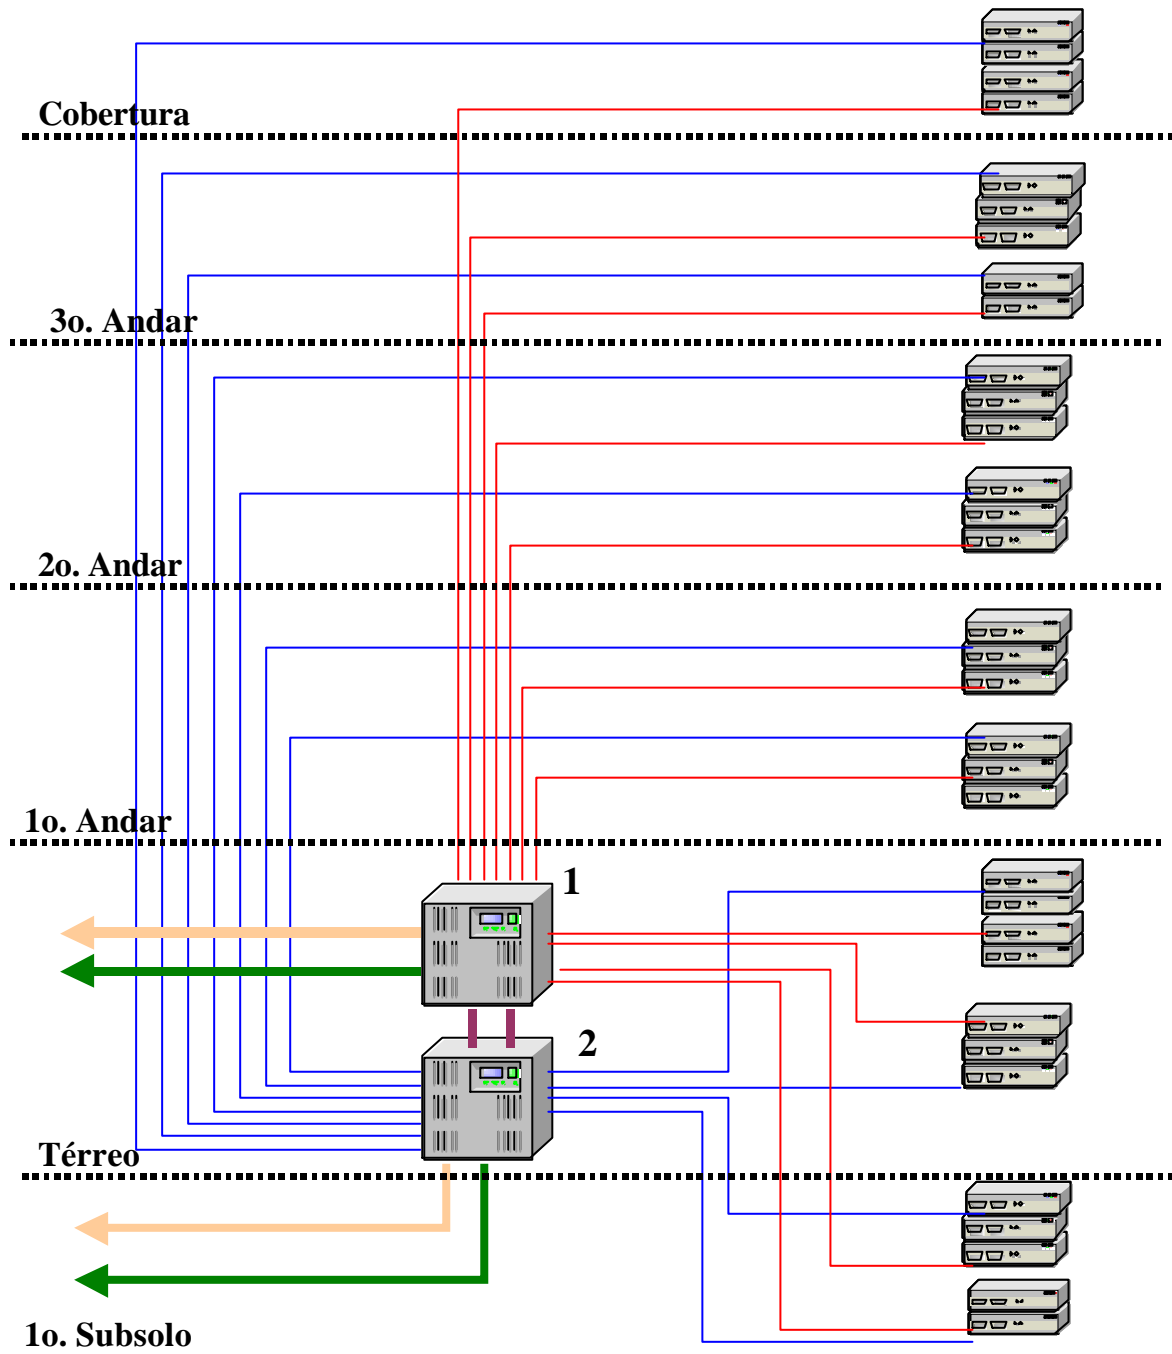 Cobertura
3o. Andar
2o. Andar
1o. Andar
1
2
Térreo
1o. Subsolo